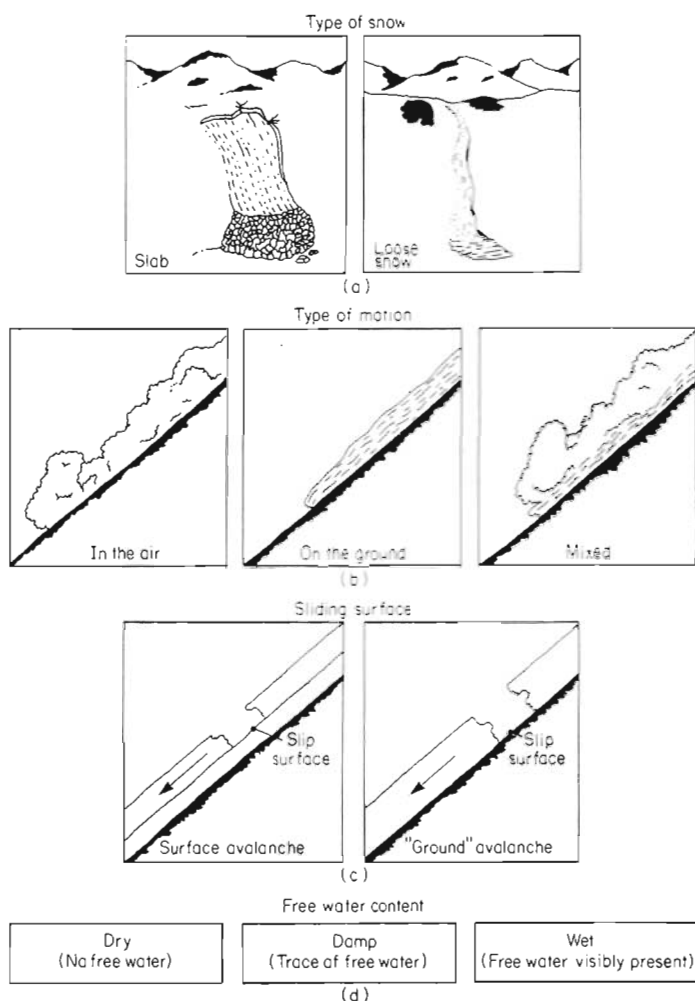 Type of snow
Slab
Loose
snow
(a)
Type of motion
In the air
On the ground
Mixed
(b)
Sliding surface
Slip
surface
Surface avalanche
Slip
surface
"Ground" avalanche
(c)
Free water content
Dry
(No free water)
Damp
(Trace of free water)
Wet
(Free water visibly present)
(d)